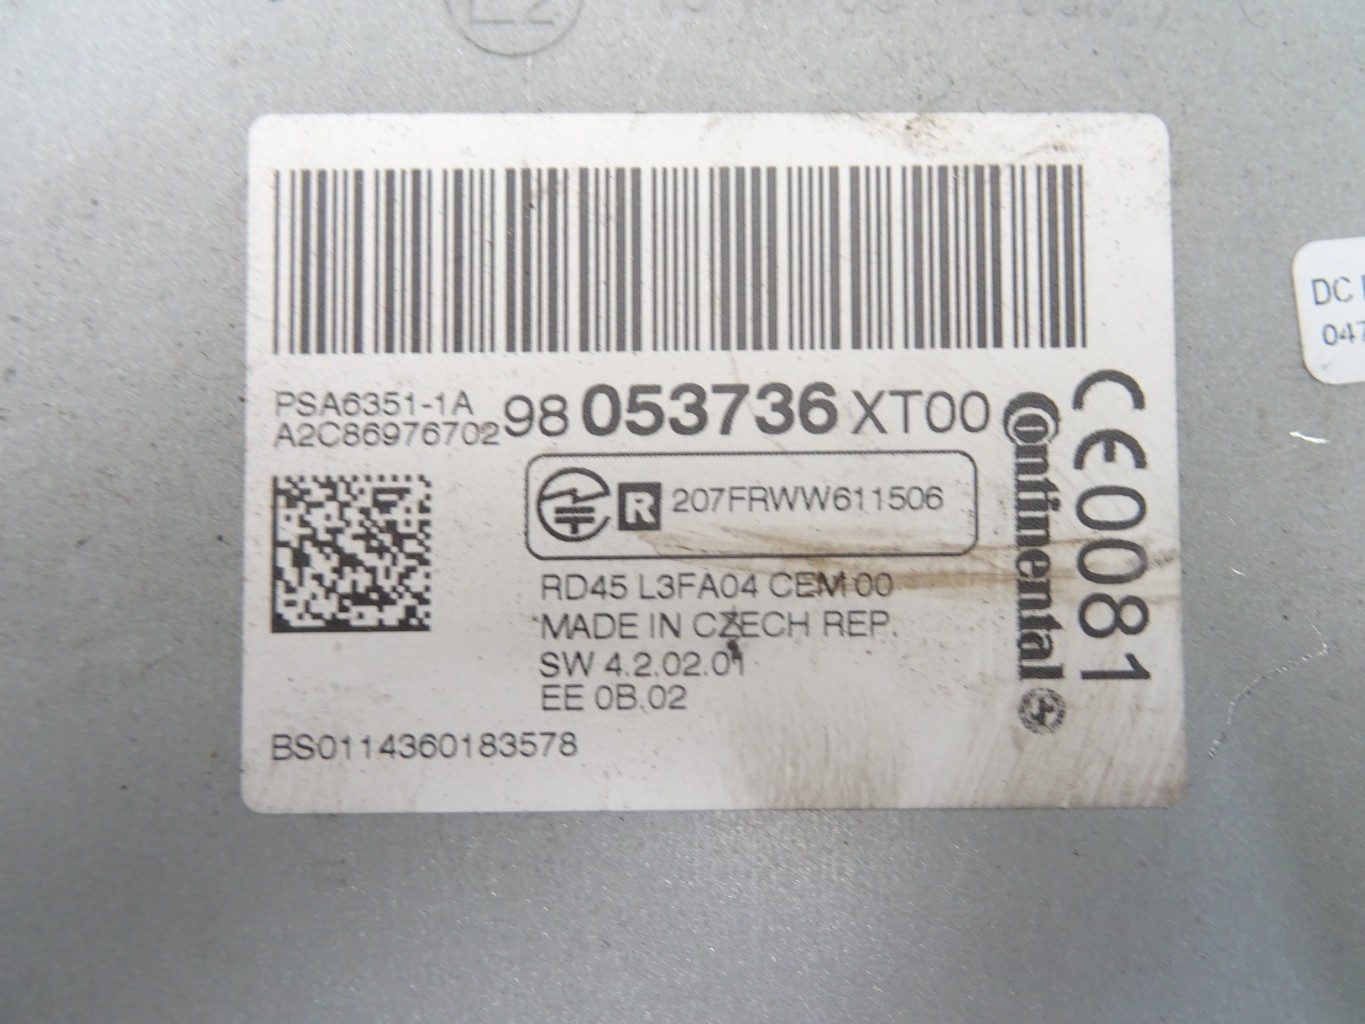 PSA6351-1A
A2C86976702
98 053736 XT00
R 207FRWW611506
RD45 L3FA04 CEM 00
MADE IN CZECH REP.
SW 4.2.02.01
EE 0B.02
BS0114360183578
Continental
CE0081
DC
047